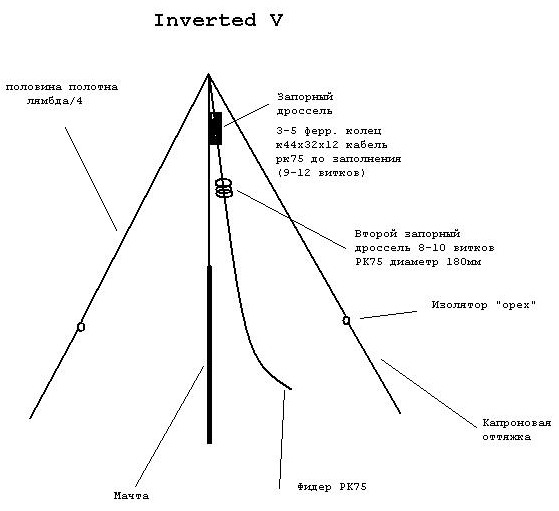 Inverted V
половина полотна
лямбда/4
Запорный
дроссель
3-5 ферр. колец
к44х32х12 кабель
рк75 до заполнения
(9-12 витков)
Второй запорный
дроссель 8-10 витков
РК75 диаметр 180мм
Изолятор "орех"
Капроновая
оттяжка
Фидер РК75
Мачта